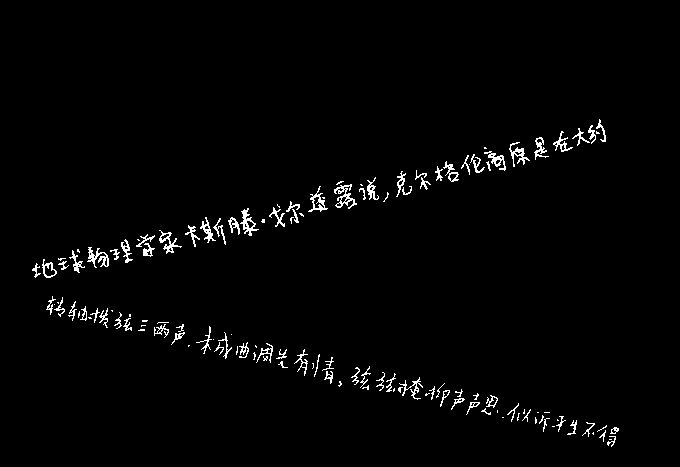 地球物理学家卡斯滕·戈尔透露说,克尔格伦高原是在大约
转轴拨弦三两声.未成曲调先有情,弦弦掩抑声声思.似诉平生不得